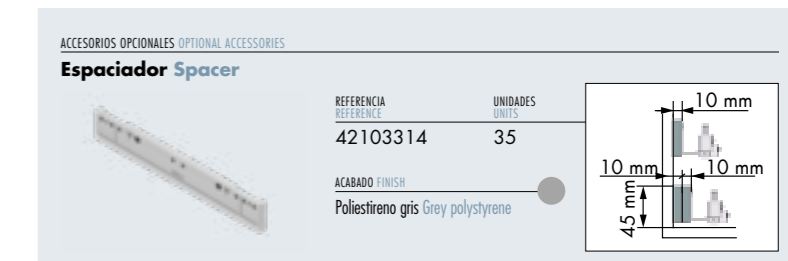 ACCESORIOS OPCIONALES OPTIONAL ACCESSORIES
Espaciador Spacer
REFERENCIA
REFERENCE
UNIDADES
UNITS
42103314
35
ACABADO FINISH
Poliestireno gris Grey polystyrene
10 mm
10 mm
10 mm
45 mm